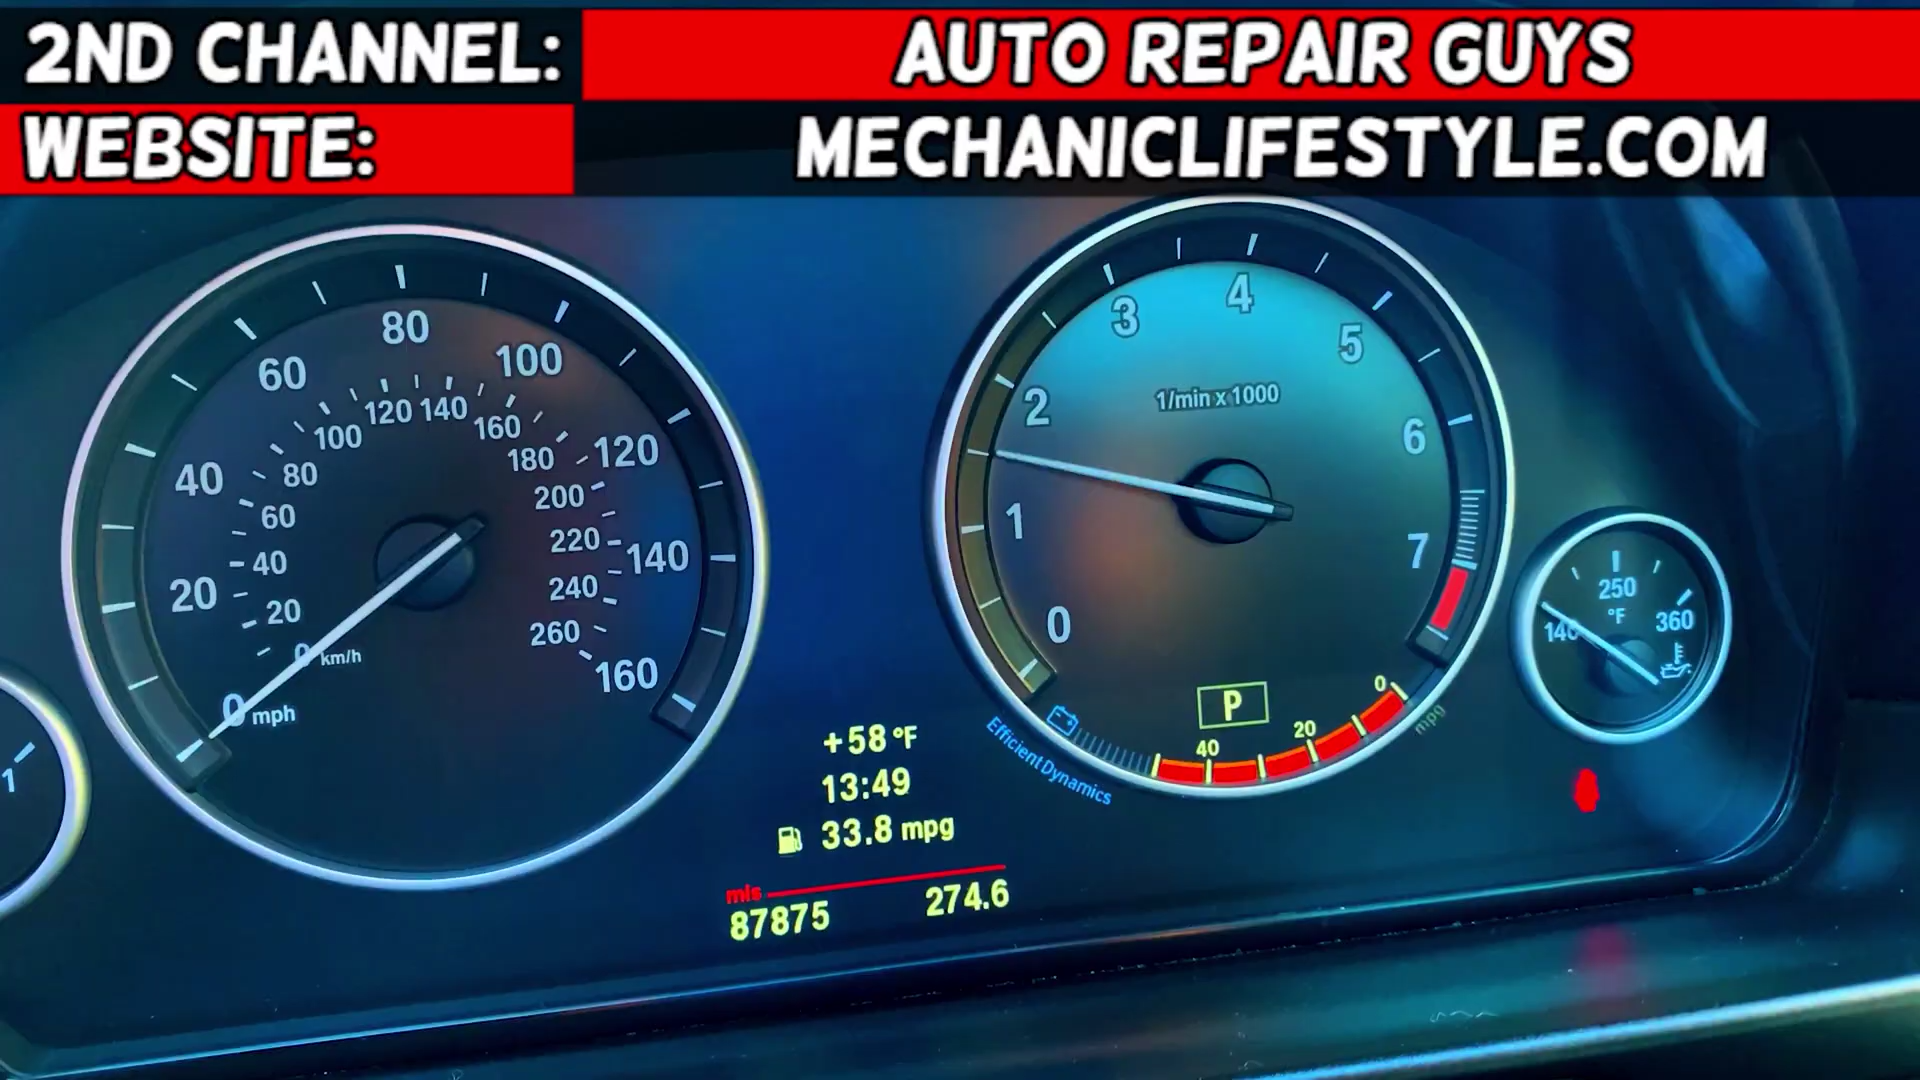 2ND CHANNEL: AUTO REPAIR GUYS
WEBSITE: MECHANICLIFESTYLE.COM
80
60 100
120 140
100 160
40 80 180 120
60 200
40 220 140
20 20 240
0 km/h 260
0 mph 160
1
4
3 5
1/min x 1000
2 6
1 7
0
P
0
20
40
mpg
EfficientDynamics
250
°F
140 360
+58 °F
13:49
33.8 mpg
mls
87875 274.6